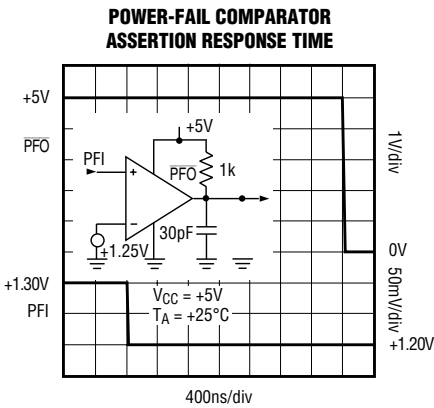 POWER-FAIL COMPARATOR
ASSERTION RESPONSE TIME
+5V
PFO
1V/div
+5V
PFI
PFO
1k
+
−
30pF
+1.25V
0V
+1.30V
PFI
VCC = +5V
TA = +25°C
50mV/div
+1.20V
400ns/div